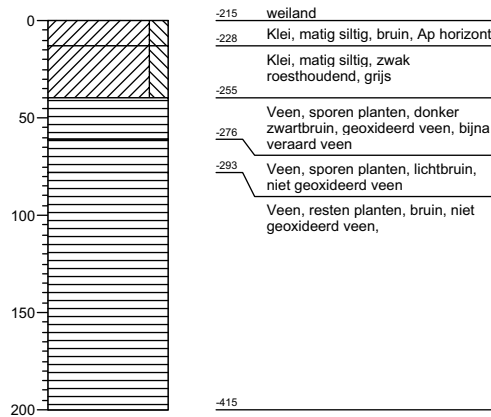 0
50
100
150
200
-215 weiland
-228 Klei, matig siltig, bruin, Ap horizont
Klei, matig siltig, zwak
roesthoudend, grijs
-255
Veen, sporen planten, donker
zwartbruin, geoxideerd veen, bijna
veraard veen
-276
Veen, sporen planten, lichtbruin,
niet geoxideerd veen
-293
Veen, resten planten, bruin, niet
geoxideerd veen,
-415